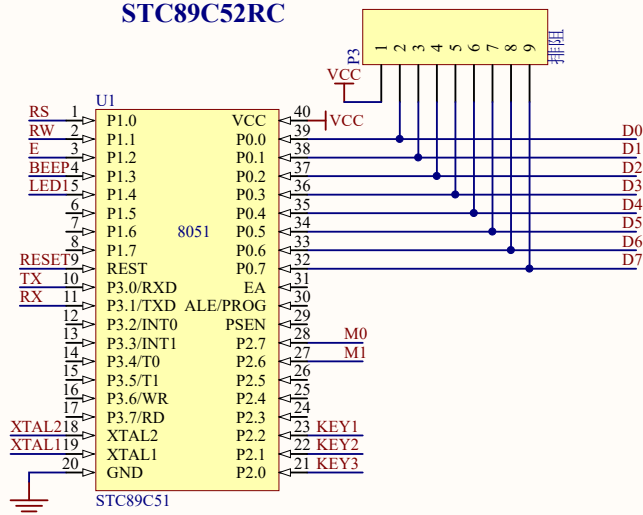 STC89C52RC
P3
1 2 3 4 5 6 7 8 9
排阻
VCC
U1
RS 1 P1.0 VCC 40 VCC
RW 2 P1.1 P0.0 39 D0
E 3 P1.2 P0.1 38 D1
BEEP 4 P1.3 P0.2 37 D2
LED1 5 P1.4 P0.3 36 D3
6 P1.5 P0.4 35 D4
7 P1.6 8051 P0.5 34 D5
8 P1.7 P0.6 33 D6
RESET 9 REST P0.7 32 D7
TX 10 P3.0/RXD EA 31
RX 11 P3.1/TXD ALE/PROG 30
12 P3.2/INT0 PSEN 29
13 P3.3/INT1 P2.7 28 M0
14 P3.4/T0 P2.6 27 M1
15 P3.5/T1 P2.5 26
16 P3.6/WR P2.4 25
17 P3.7/RD P2.3 24
XTAL2 18 XTAL2 P2.2 23 KEY1
XTAL1 19 XTAL1 P2.1 22 KEY2
20 GND P2.0 21 KEY3
STC89C51